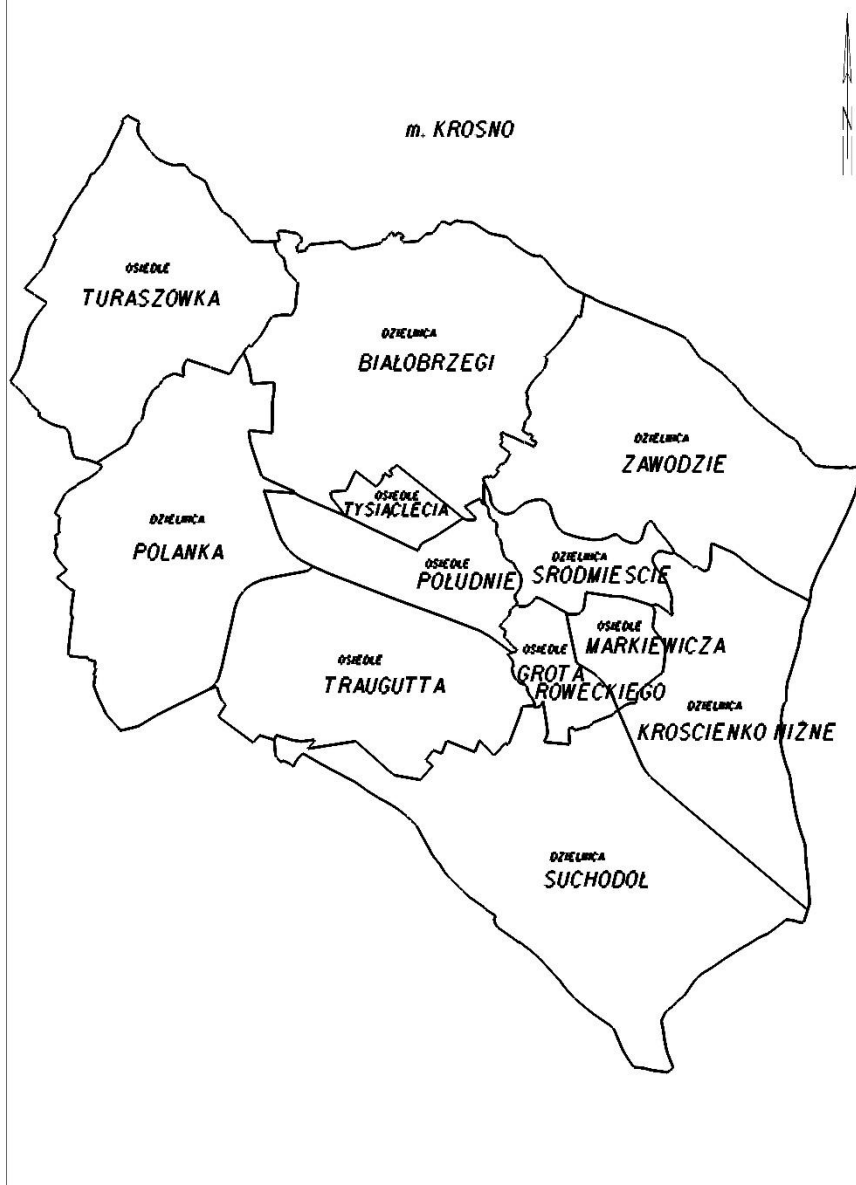 m. KROSNO
N
OSIEDLE
TURASZOWKA
DZIELNICA
BIAŁOBRZEGI
DZIELNICA
ZAWODZIE
OSIEDLE
TYSIĄCLECIA
DZIELNICA
POLANKA
OSIEDLE
POŁUDNIE
DZIELNICA
SRODMIESCIE
OSIEDLE
MARKIEWICZA
OSIEDLE
GROTA
ROWECKIEGO
OSIEDLE
TRAUGUTTA
DZIELNICA
KROSCIENKO NIŻNE
DZIELNICA
SUCHODOŁ